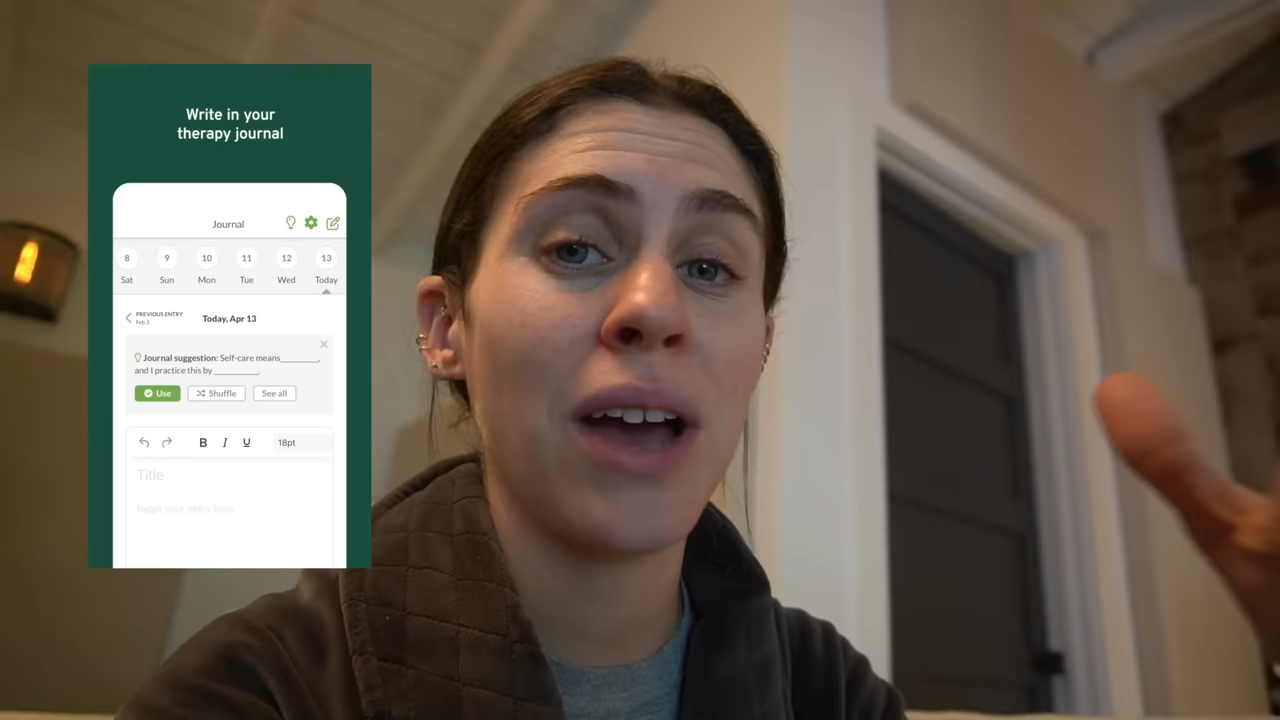 Write in your
therapy journal
Journal
8 9 10 11 12 13
Sat Sun Mon Tue Wed Today
PREVIOUS ENTRY
Feb 3
Today, Apr 13
Journal suggestion: Self-care means________,
and I practice this by ________.
Use Shuffle See all
B I U 18pt
Title
Begin your entry here